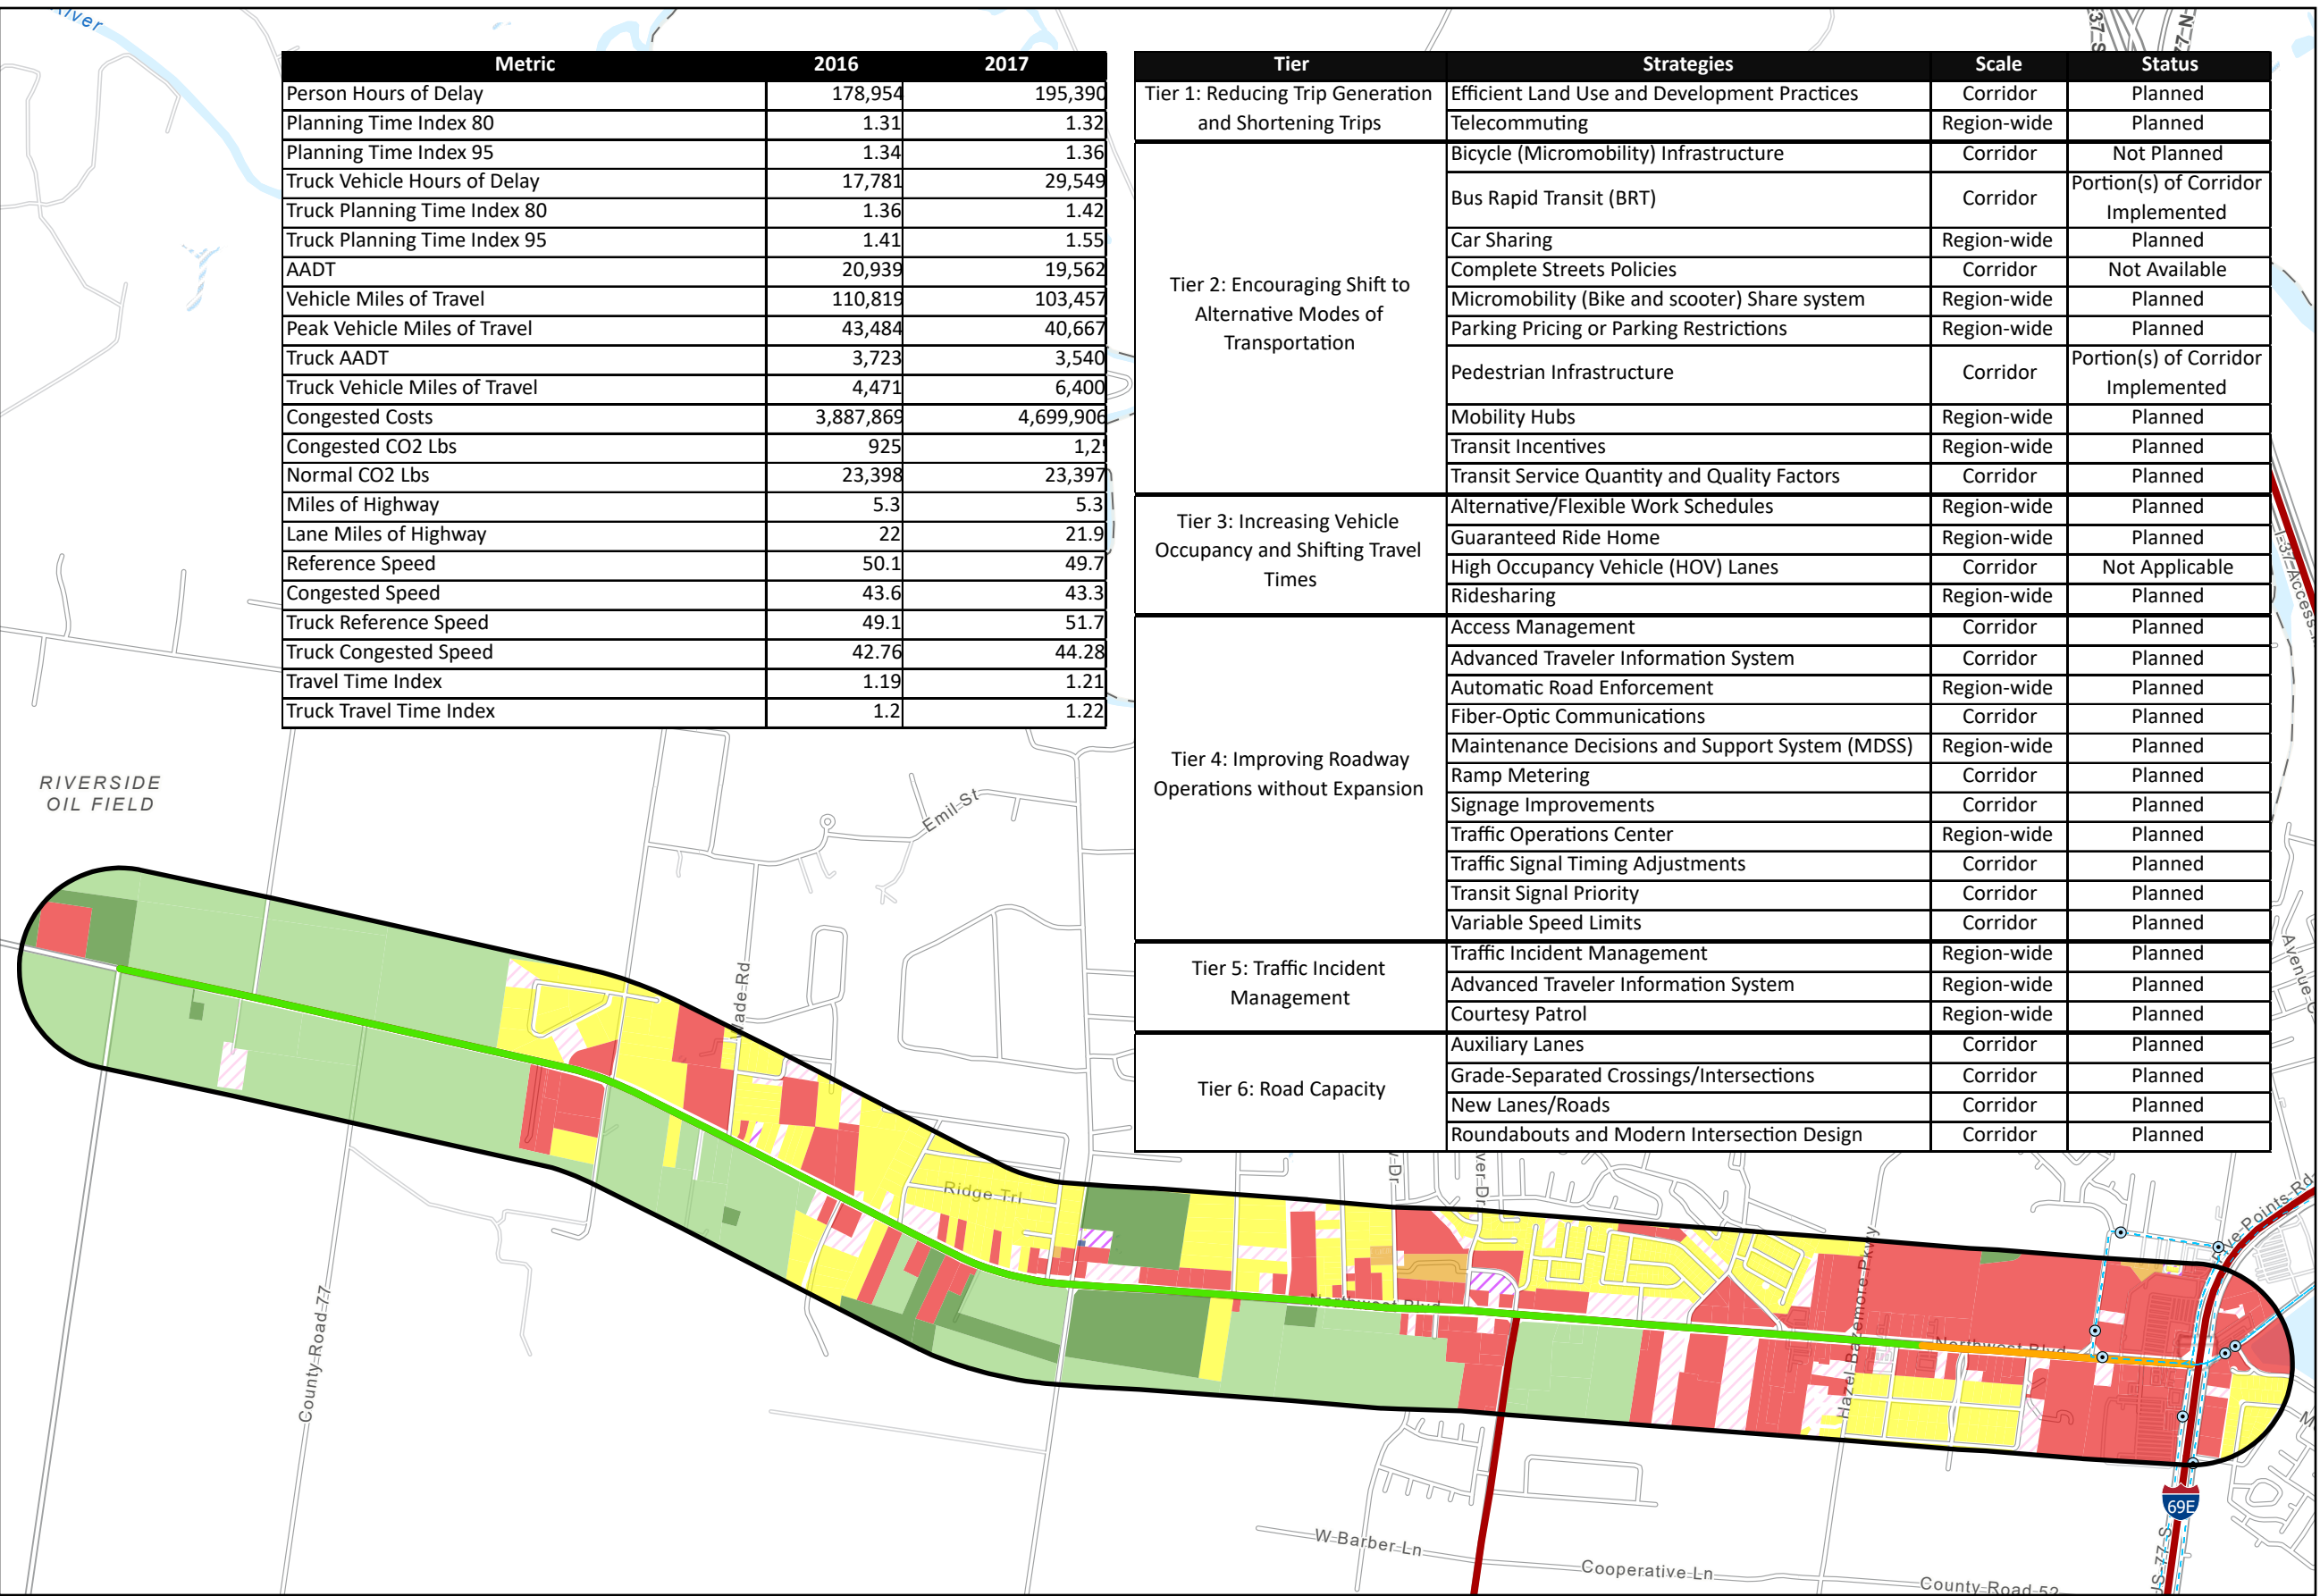 River
Metric 2016 2017
Person Hours of Delay 178,954 195,390
Planning Time Index 80 1.31 1.32
Planning Time Index 95 1.34 1.36
Truck Vehicle Hours of Delay 17,781 29,549
Truck Planning Time Index 80 1.36 1.42
Truck Planning Time Index 95 1.41 1.55
AADT 20,939 19,562
Vehicle Miles of Travel 110,819 103,457
Peak Vehicle Miles of Travel 43,484 40,667
Truck AADT 3,723 3,540
Truck Vehicle Miles of Travel 4,471 6,400
Congested Costs 3,887,869 4,699,906
Congested CO2 Lbs 925
Normal CO2 Lbs 23,398 23,397
Miles of Highway 5.3 5.3
Lane Miles of Highway 22 21.9
Reference Speed 50.1 49.7
Congested Speed 43.6 43.3
Truck Reference Speed 49.1 51.7
Truck Congested Speed 42.76 44.28
Travel Time Index 1.19 1.21
Truck Travel Time Index 1.2 1.22
Tier Strategies Scale Status
Tier 1: Reducing Trip Generation
and Shortening Trips
Efficient Land Use and Development Practices Corridor Planned
Telecommuting Region-wide Planned
Tier 2: Encouraging Shift to
Alternative Modes of
Transportation
Bicycle (Micromobility) Infrastructure Corridor Not Planned
Bus Rapid Transit (BRT) Corridor Portion(s) of Corridor
Implemented
Car Sharing Region-wide Planned
Complete Streets Policies Corridor Not Available
Micromobility (Bike and scooter) Share system Region-wide Planned
Parking Pricing or Parking Restrictions Region-wide Planned
Pedestrian Infrastructure Corridor Portion(s) of Corridor
Implemented
Mobility Hubs Region-wide Planned
Transit Incentives Region-wide Planned
Transit Service Quantity and Quality Factors Corridor Planned
Tier 3: Increasing Vehicle
Occupancy and Shifting Travel
Times
Alternative/Flexible Work Schedules Region-wide Planned
Guaranteed Ride Home Region-wide Planned
High Occupancy Vehicle (HOV) Lanes Corridor Not Applicable
Ridesharing Region-wide Planned
Tier 4: Improving Roadway
Operations without Expansion
Access Management Corridor Planned
Advanced Traveler Information System Corridor Planned
Automatic Road Enforcement Region-wide Planned
Fiber-Optic Communications Corridor Planned
Maintenance Decisions and Support System (MDSS) Region-wide Planned
Ramp Metering Corridor Planned
Signage Improvements Corridor Planned
Traffic Operations Center Region-wide Planned
Traffic Signal Timing Adjustments Corridor Planned
Transit Signal Priority Corridor Planned
Variable Speed Limits Corridor Planned
Tier 5: Traffic Incident
Management
Traffic Incident Management Region-wide Planned
Advanced Traveler Information System Region-wide Planned
Courtesy Patrol Region-wide Planned
Tier 6: Road Capacity
Auxiliary Lanes Corridor Planned
Grade-Separated Crossings/Intersections Corridor Planned
New Lanes/Roads Corridor Planned
Roundabouts and Modern Intersection Design Corridor Planned
RIVERSIDE
OIL FIELD
Emil St
Wade Rd
Ridge Trl
County Road 77
Northwest Blvd
Hazel Bazemore Pkwy
Northwest Blvd
Five Points Rd
I-37 Access
Avenue C
69E
US-77 S
W Barber Ln
Cooperative Ln
County Road 52